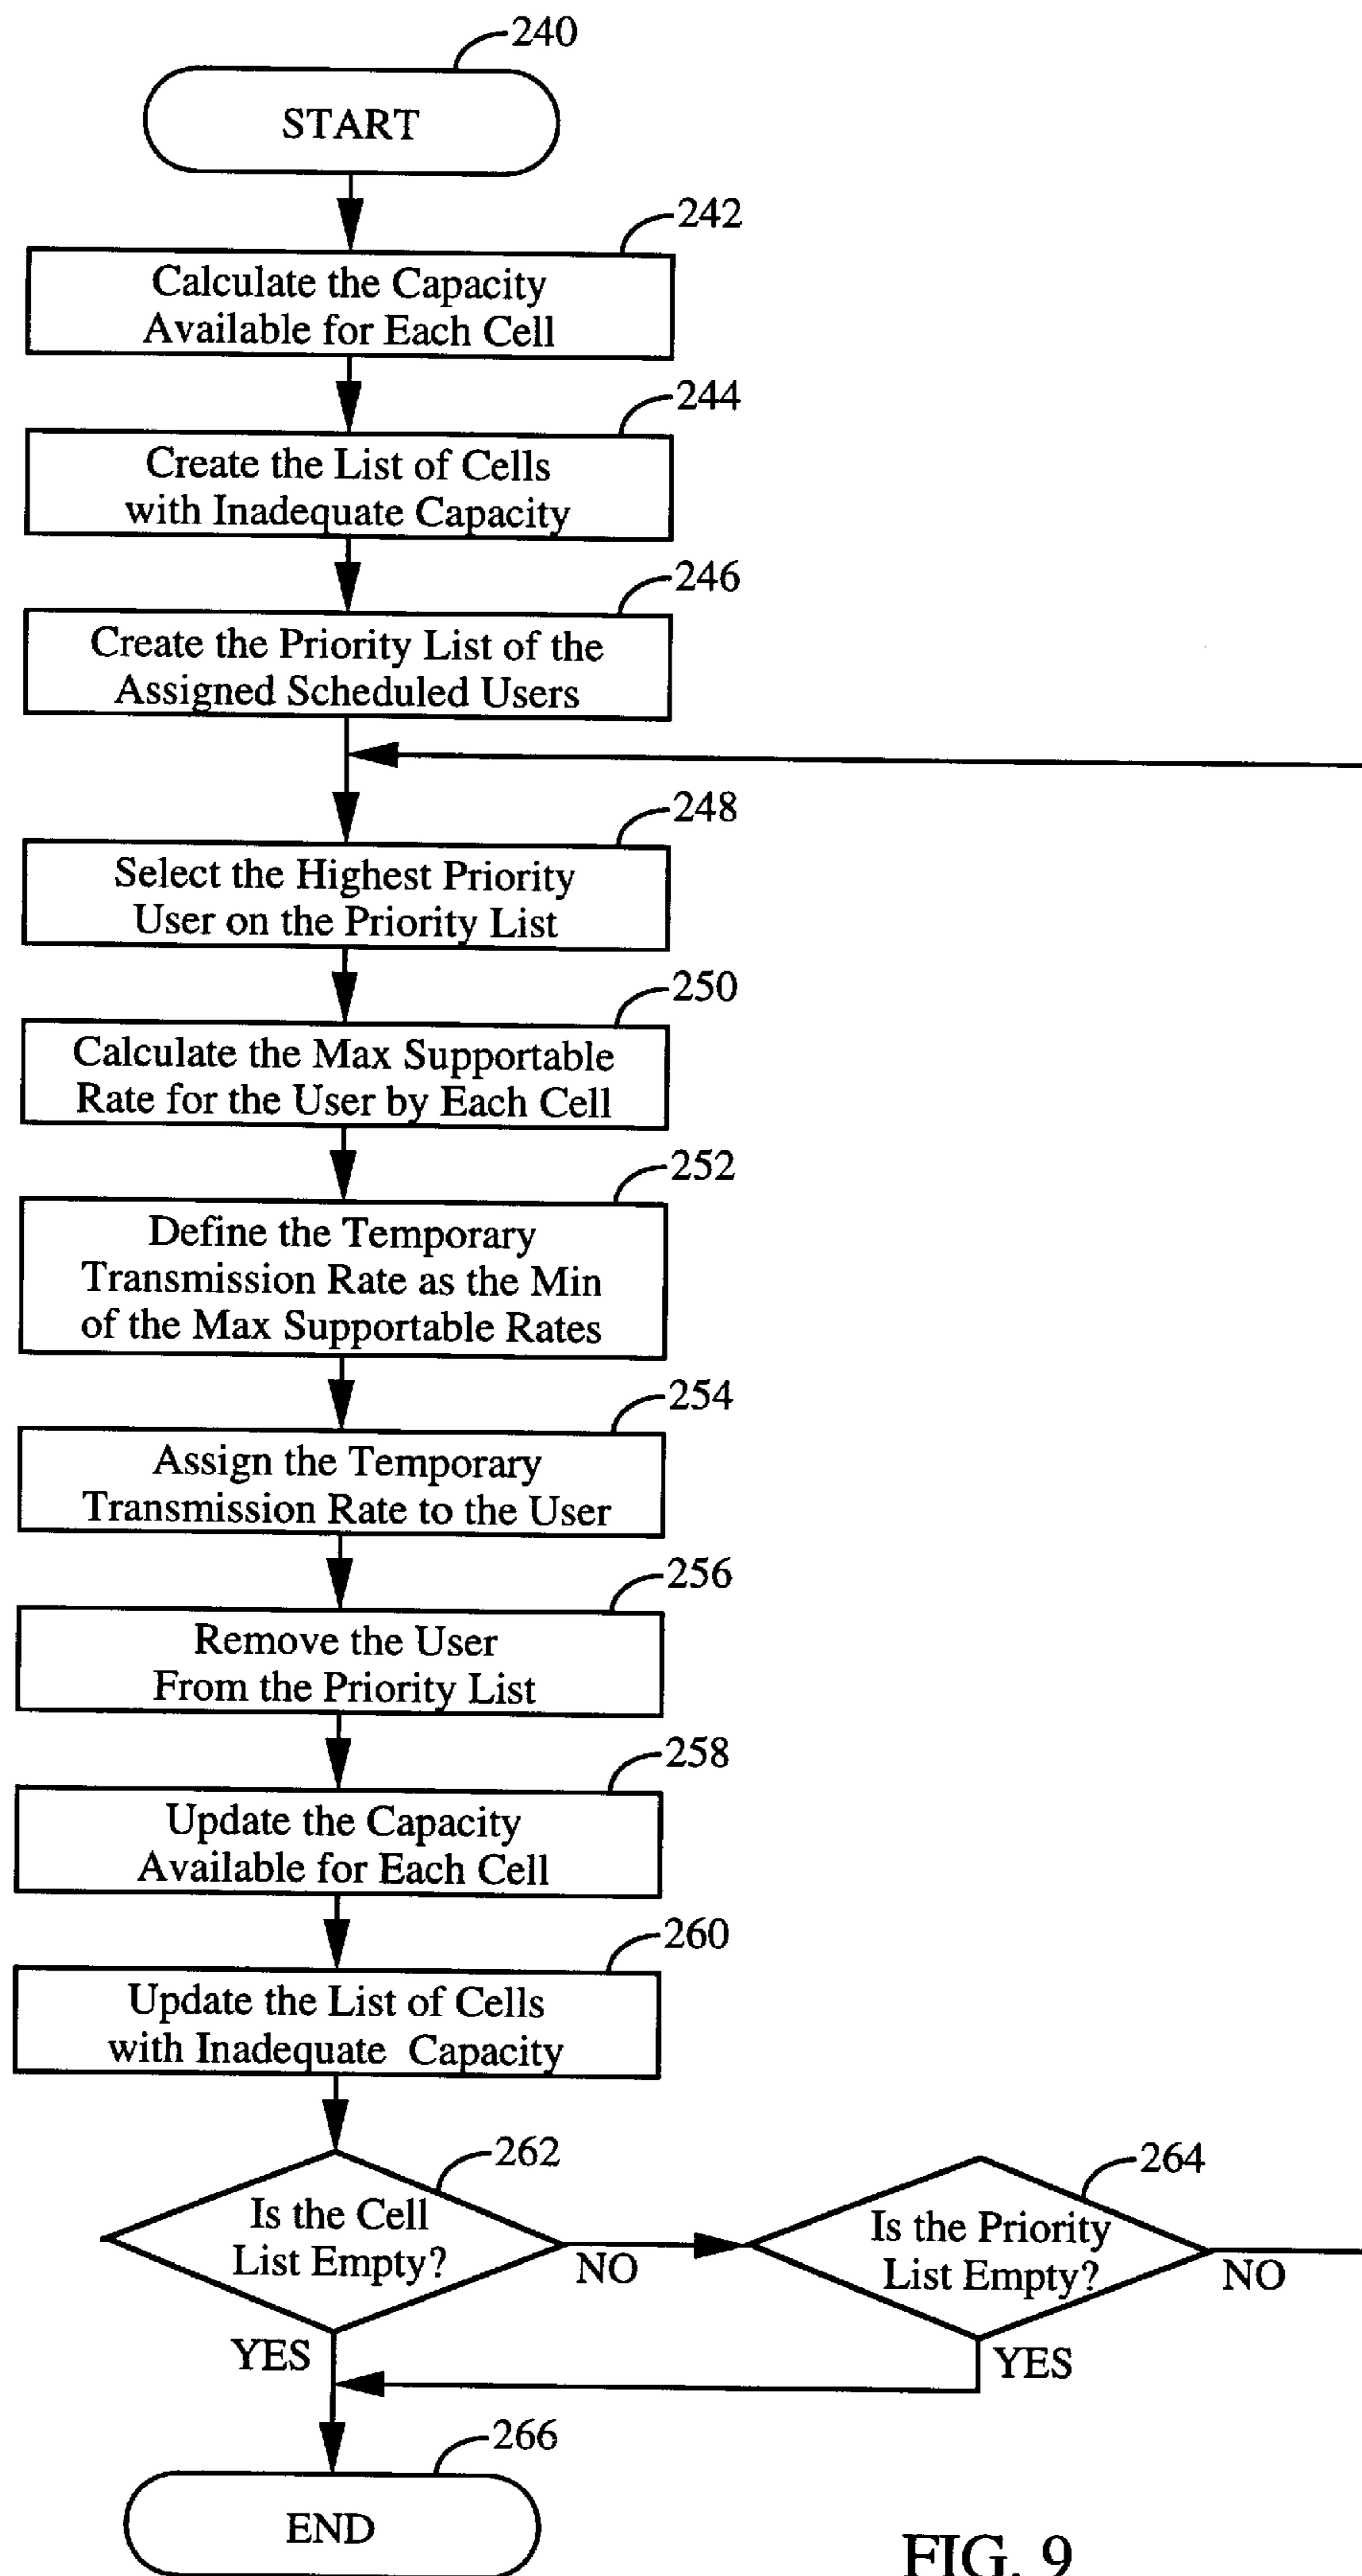 240
START
242
Calculate the Capacity
Available for Each Cell
244
Create the List of Cells
with Inadequate Capacity
246
Create the Priority List of the
Assigned Scheduled Users
248
Select the Highest Priority
User on the Priority List
250
Calculate the Max Supportable
Rate for the User by Each Cell
252
Define the Temporary
Transmission Rate as the Min
of the Max Supportable Rates
254
Assign the Temporary
Transmission Rate to the User
256
Remove the User
From the Priority List
258
Update the Capacity
Available for Each Cell
260
Update the List of Cells
with Inadequate Capacity
262
Is the Cell
List Empty?
NO
264
Is the Priority
List Empty?
NO
YES
YES
266
END
FIG. 9